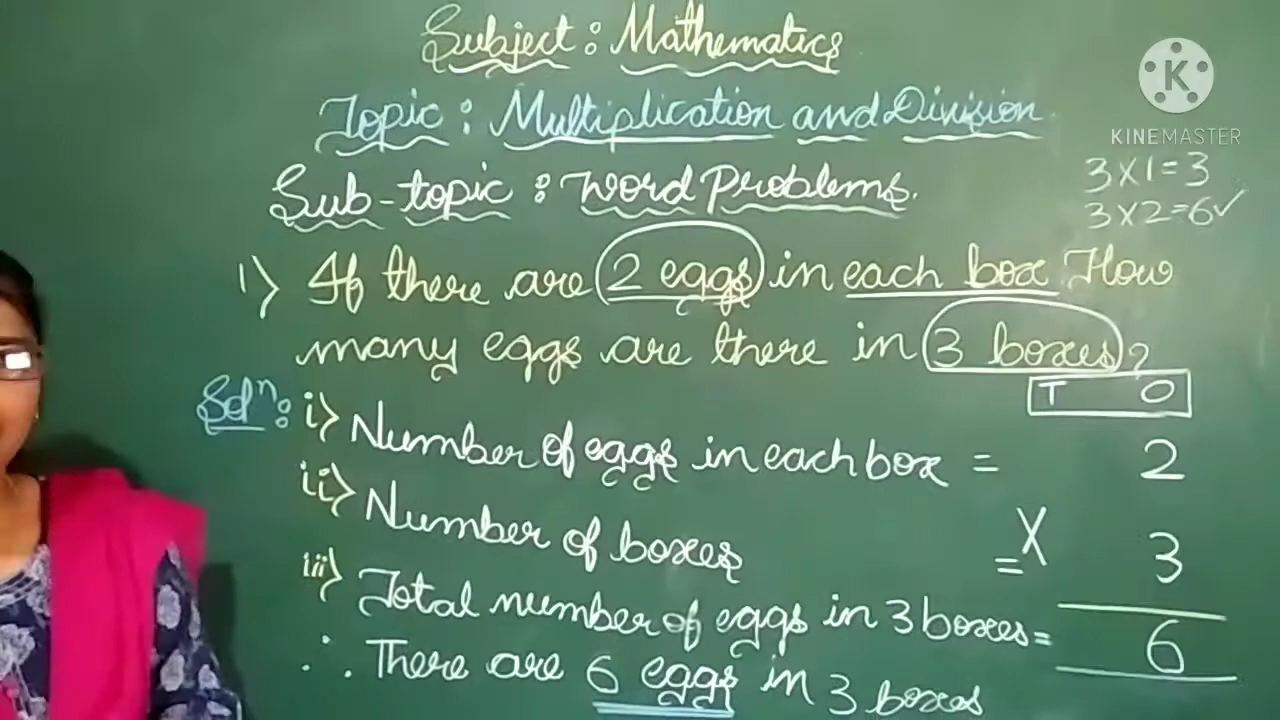 Subject: Mathematics
Topic: Multiplication and Division.
Sub-topic: Word Problems.
K
KINEMASTER
3X1=3
3X2=6✓
1) If there are 2 eggs in each box How
many eggs are there in 3 boxes?
T O
Solⁿ: i) Number of eggs in each box = 2
ii) Number of boxes = X 3
iii) Total number of eggs in 3 boxes = 6
∴ There are 6 eggs in 3 boxes